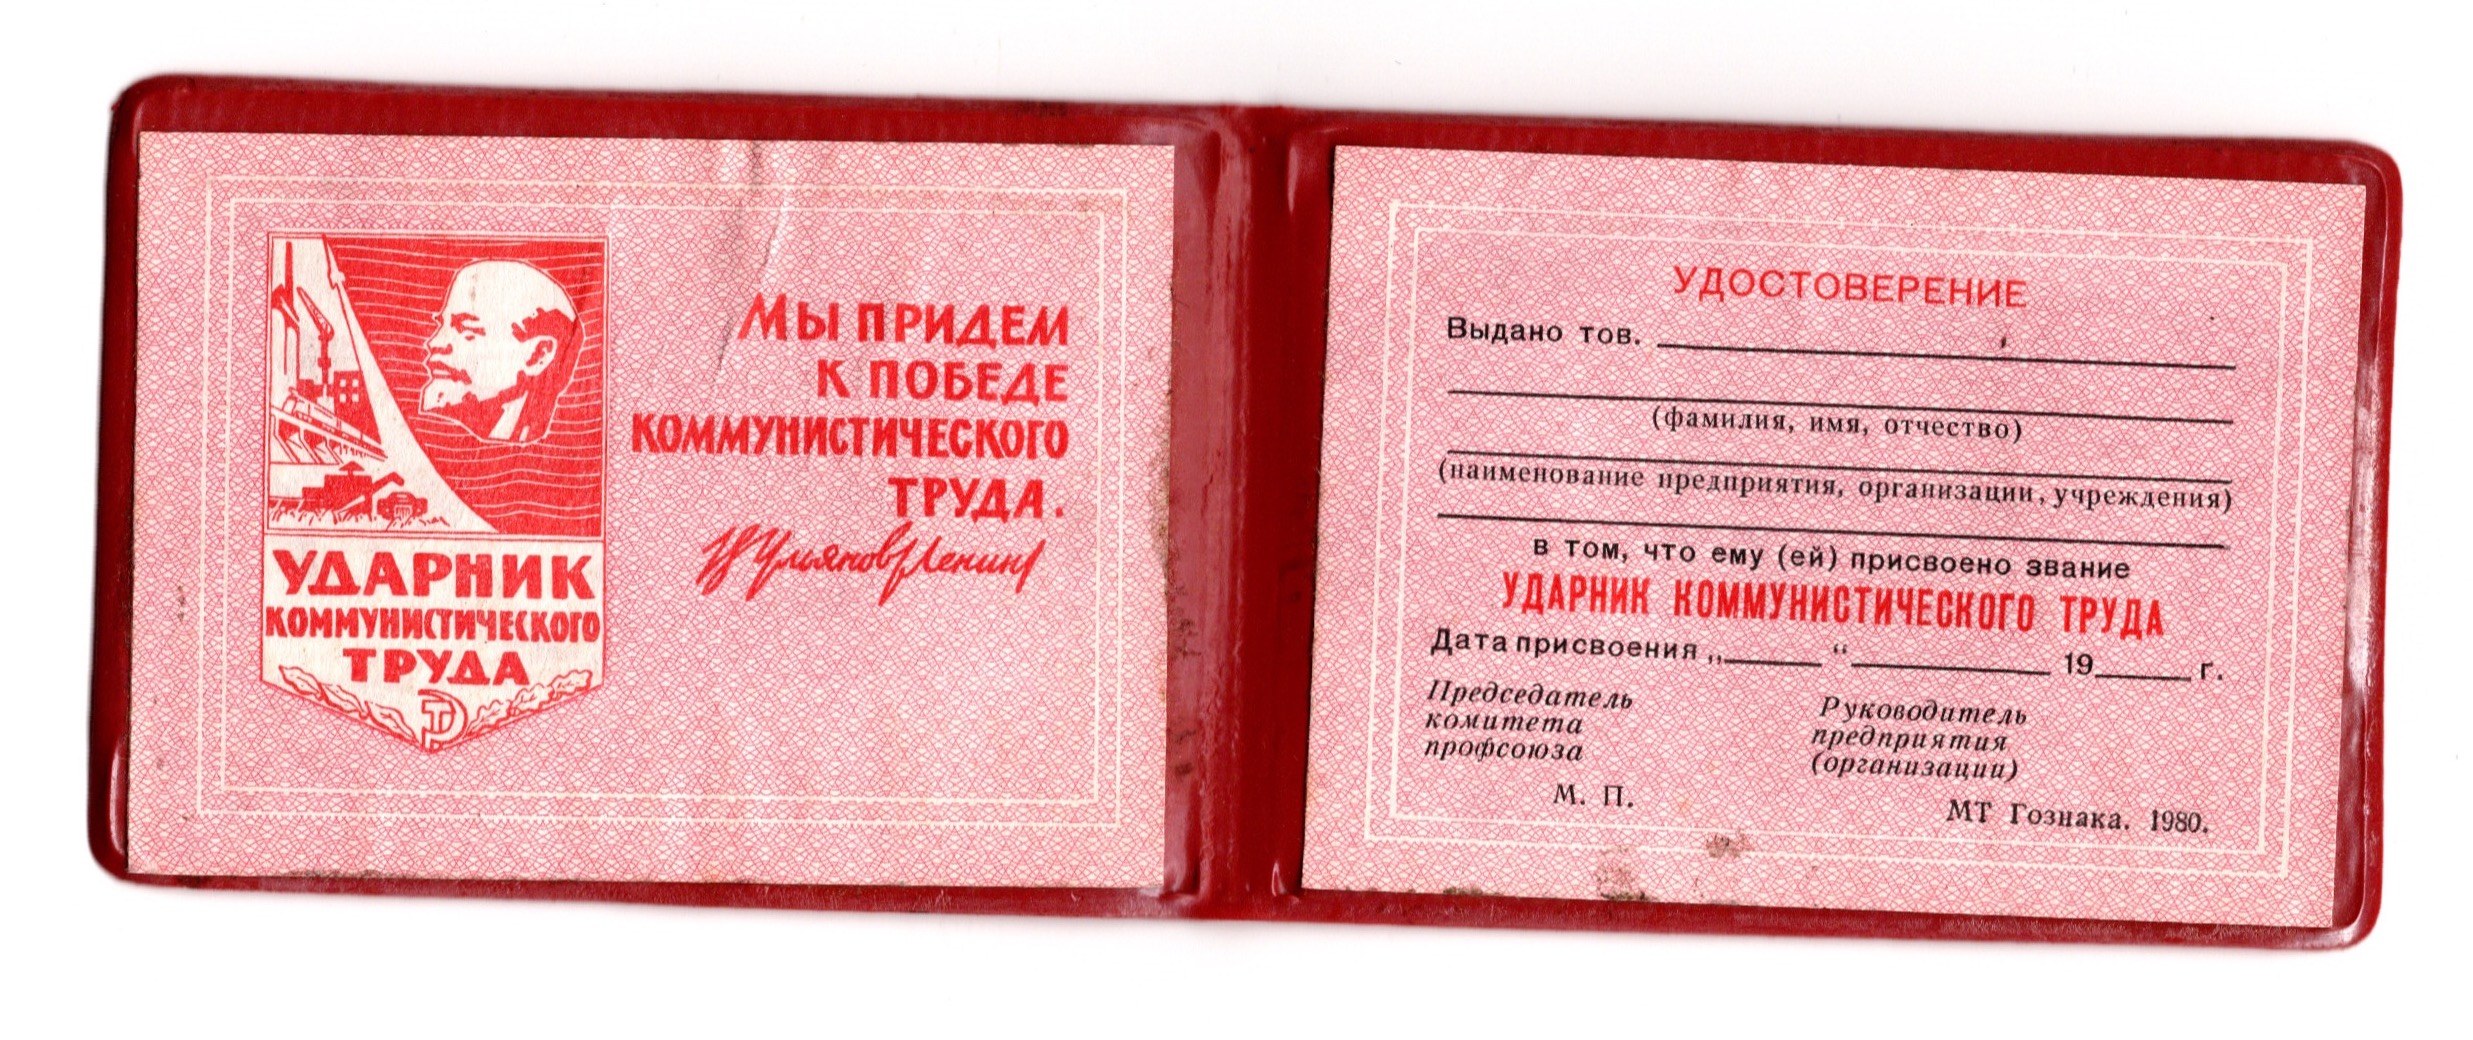 УДАРНИК
КОММУНИСТИЧЕСКОГО
ТРУДА
МЫ ПРИДЕМ
К ПОБЕДЕ
КОММУНИСТИЧЕСКОГО
ТРУДА.
В Ульянов (Ленин)
УДОСТОВЕРЕНИЕ
Выдано тов.
(фамилия, имя, отчество)
(наименование предприятия, организации, учреждения)
в том, что ему (ей) присвоено звание
УДАРНИК КОММУНИСТИЧЕСКОГО ТРУДА
Дата присвоения „ “ 19 г.
Председатель
комитета
профсоюза
Руководитель
предприятия
(организации)
М. П.
МТ Гознака. 1980.